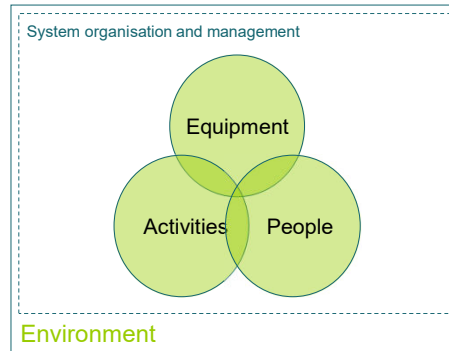 System organisation and management
Equipment
Activities
People
Environment